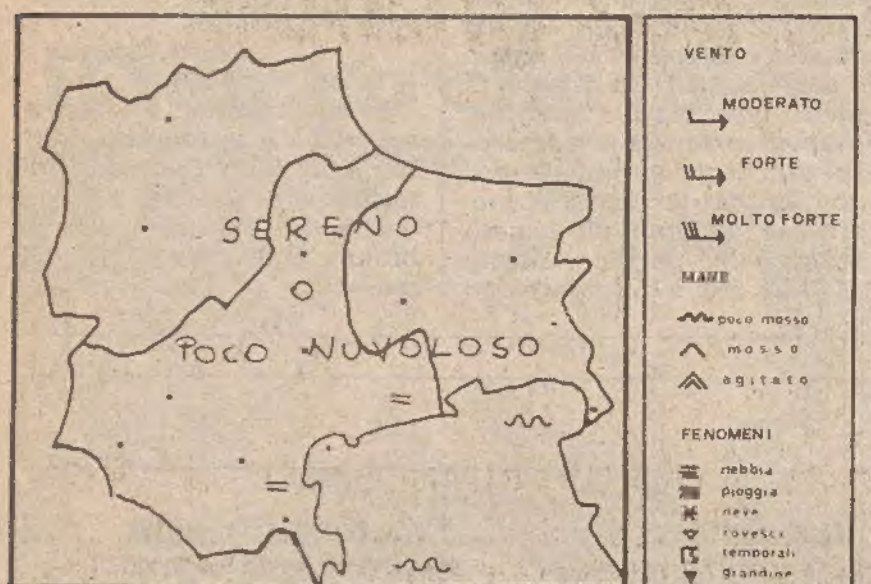 SERENO
O
POCO NUVOLOSO
VENTO
MODERATO
FORTE
MOLTO FORTE
MARE
poco mosso
mosso
agitato
FENOMENI
nebbia
pioggia
neve
rovesci
temporali
grandine